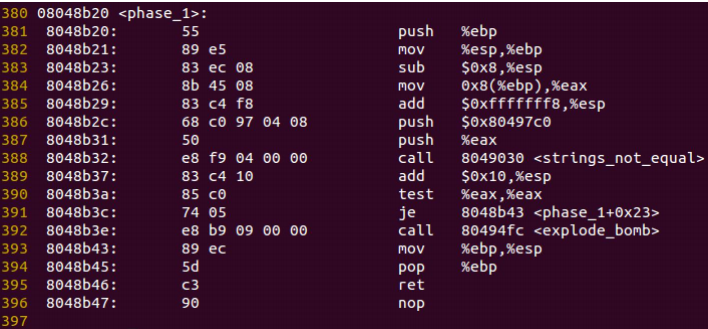 380 08048b20 <phase_1>:
381 8048b20: 55 push %ebp
382 8048b21: 89 e5 mov %esp,%ebp
383 8048b23: 83 ec 08 sub $0x8,%esp
384 8048b26: 8b 45 08 mov 0x8(%ebp),%eax
385 8048b29: 83 c4 f8 add $0xfffffff8,%esp
386 8048b2c: 68 c0 97 04 08 push $0x80497c0
387 8048b31: 50 push %eax
388 8048b32: e8 f9 04 00 00 call 8049030 <strings_not_equal>
389 8048b37: 83 c4 10 add $0x10,%esp
390 8048b3a: 85 c0 test %eax,%eax
391 8048b3c: 74 05 je 8048b43 <phase_1+0x23>
392 8048b3e: e8 b9 09 00 00 call 80494fc <explode_bomb>
393 8048b43: 89 ec mov %ebp,%esp
394 8048b45: 5d pop %ebp
395 8048b46: c3 ret
396 8048b47: 90 nop
397